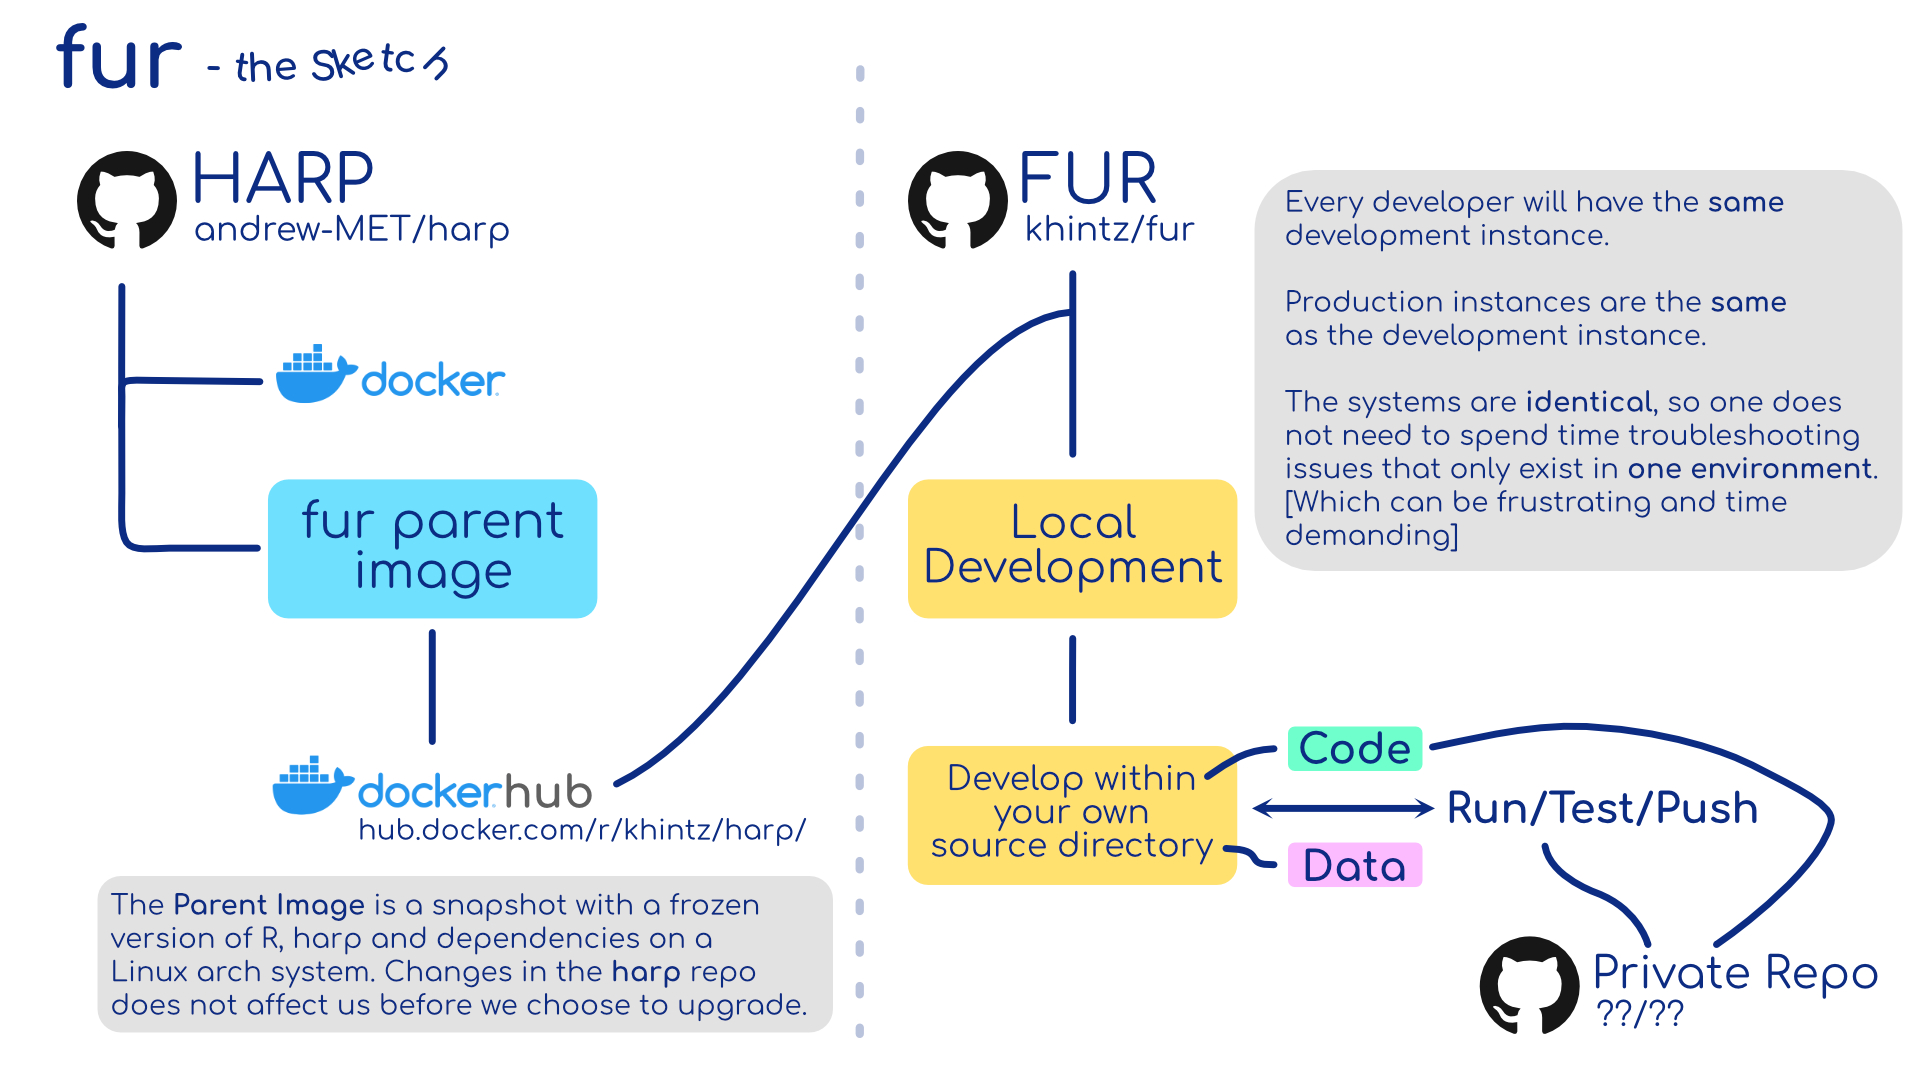 fur - the Sketch
HARP
andrew-MET/harp
docker
fur parent
image
dockerhub
hub.docker.com/r/khintz/harp/
The Parent Image is a snapshot with a frozen
version of R, harp and dependencies on a
Linux arch system. Changes in the harp repo
does not affect us before we choose to upgrade.
FUR
khintz/fur
Every developer will have the same
development instance.
Production instances are the same
as the development instance.
The systems are identical, so one does
not need to spend time troubleshooting
issues that only exist in one environment.
[Which can be frustrating and time
demanding]
Local
Development
Develop within
your own
source directory
Code
Run/Test/Push
Data
Private Repo
??/??